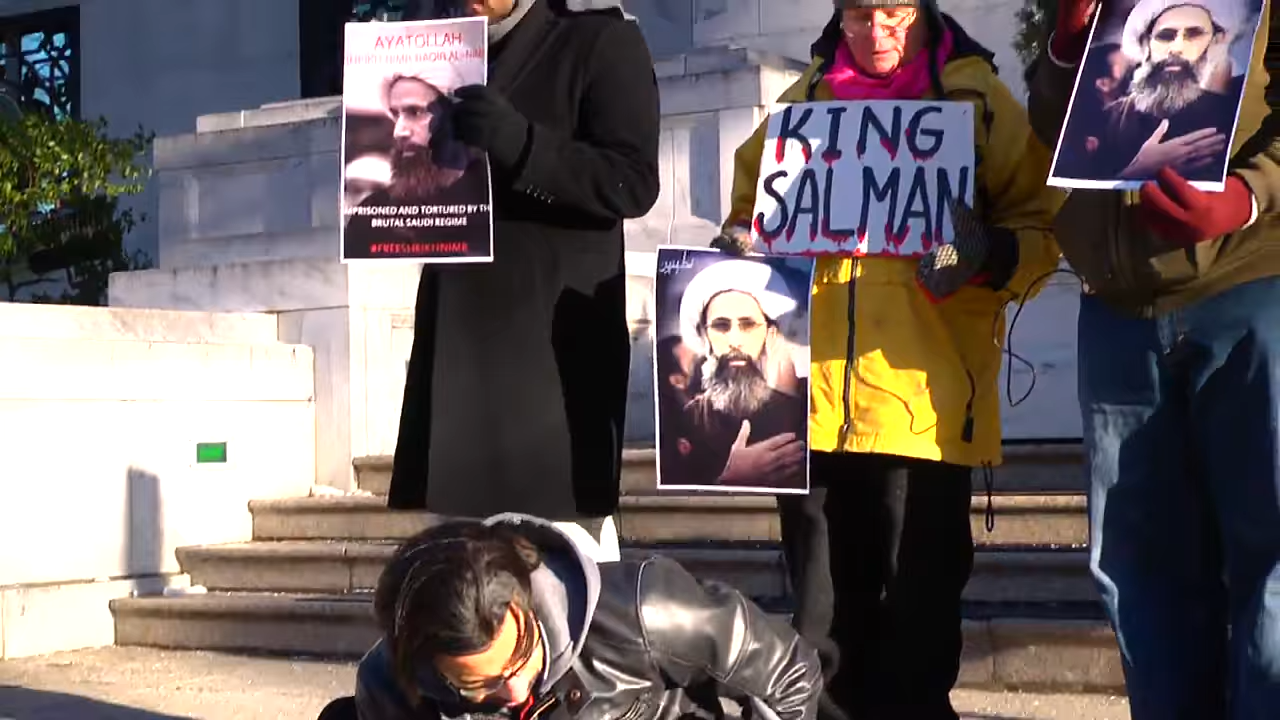 AYATOLLAH
SHEIKH NIMR BAQIR AL-NIMR
IMPRISONED AND TORTURED BY THE
BRUTAL SAUDI REGIME
#FREESHEIKHNIMR
KING
SALMAN